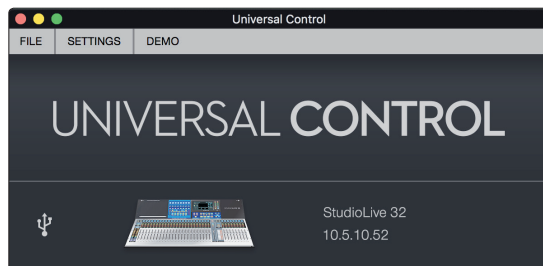 Universal Control
FILE SETTINGS DEMO
UNIVERSAL CONTROL
StudioLive 32
10.5.10.52